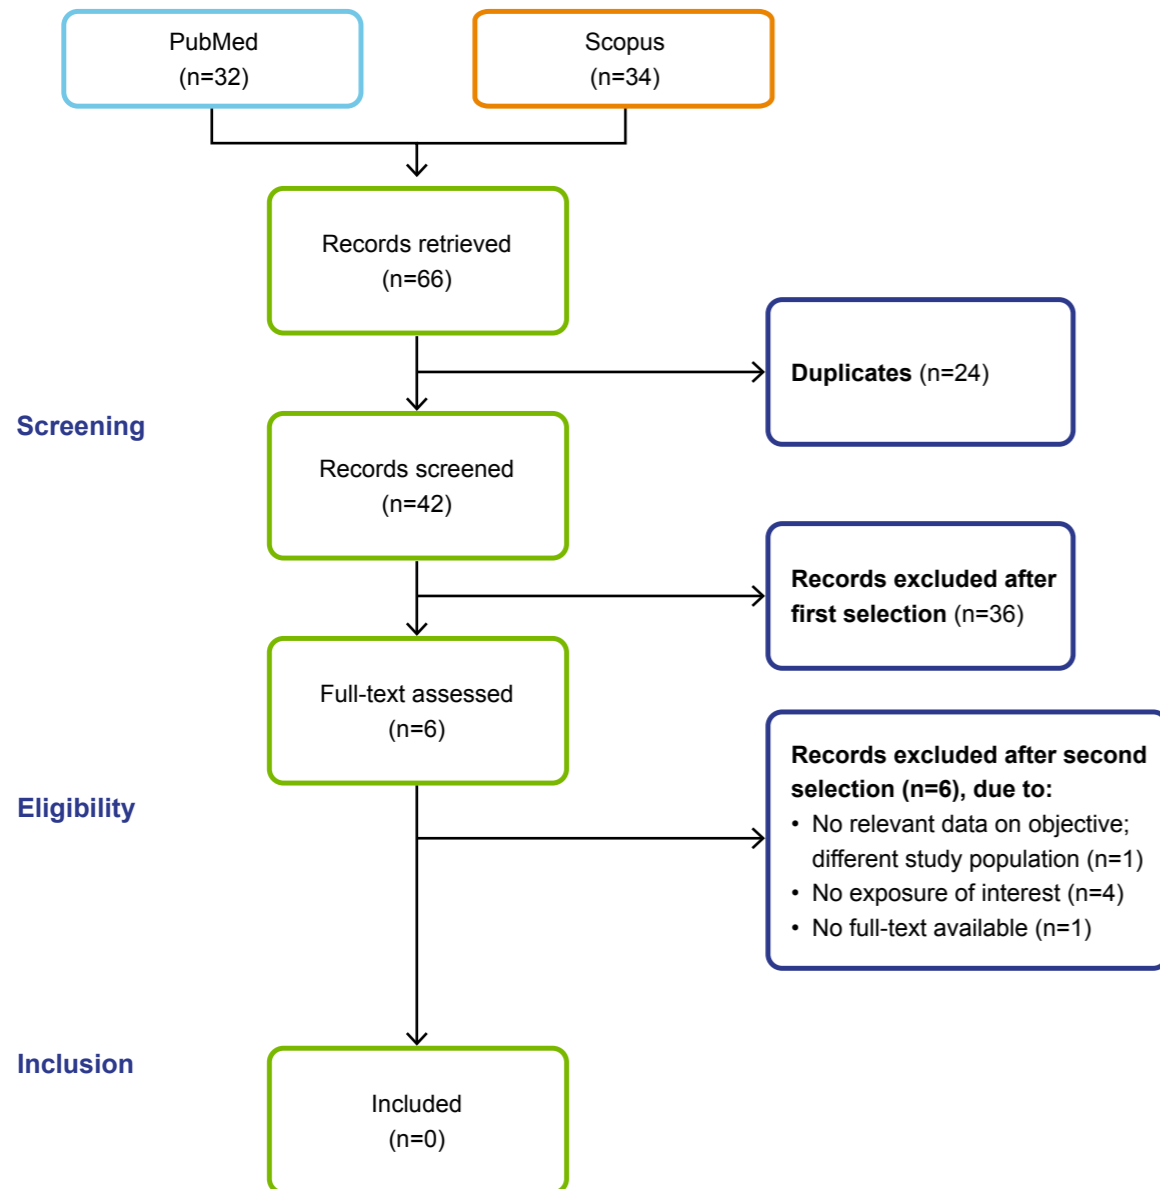 PubMed
(n=32)
Scopus
(n=34)
Records retrieved
(n=66)
Duplicates (n=24)
Screening
Records screened
(n=42)
Records excluded after
first selection (n=36)
Full-text assessed
(n=6)
Records excluded after second
selection (n=6), due to:
• No relevant data on objective;
different study population (n=1)
• No exposure of interest (n=4)
• No full-text available (n=1)
Eligibility
Inclusion
Included
(n=0)